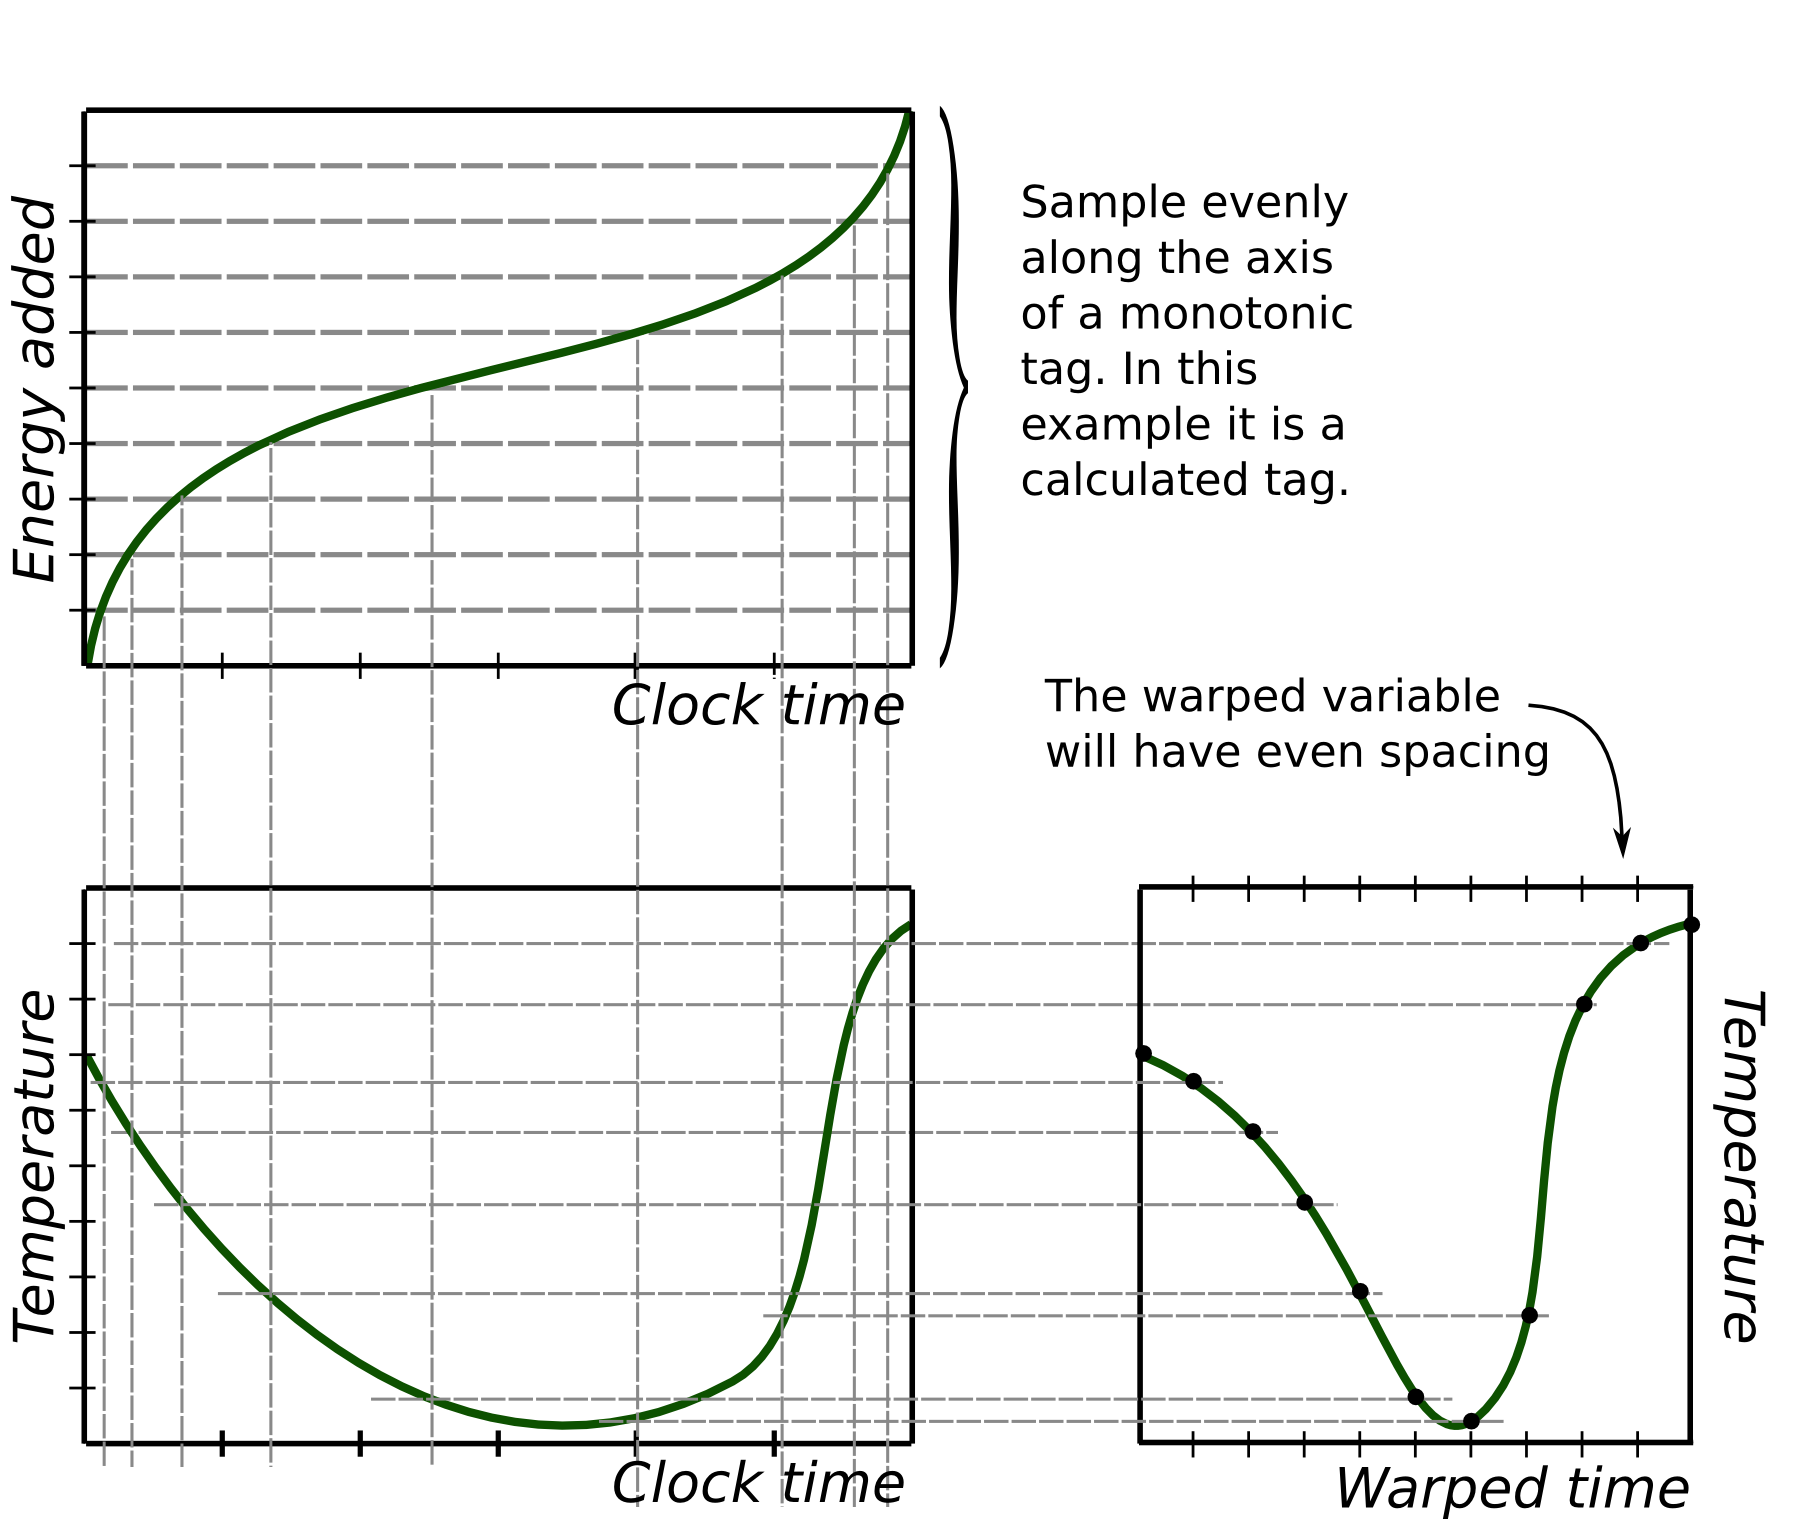 Energy added
Sample evenly
along the axis
of a monotonic
tag. In this
example it is a
calculated tag.
Clock time
The warped variable
will have even spacing
Temperature
Temperature
Clock time
Warped time